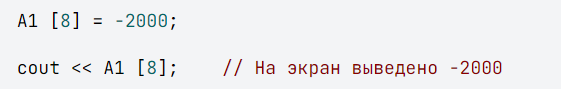 A1 [8] = -2000;
cout << A1 [8];    // На экран выведено -2000